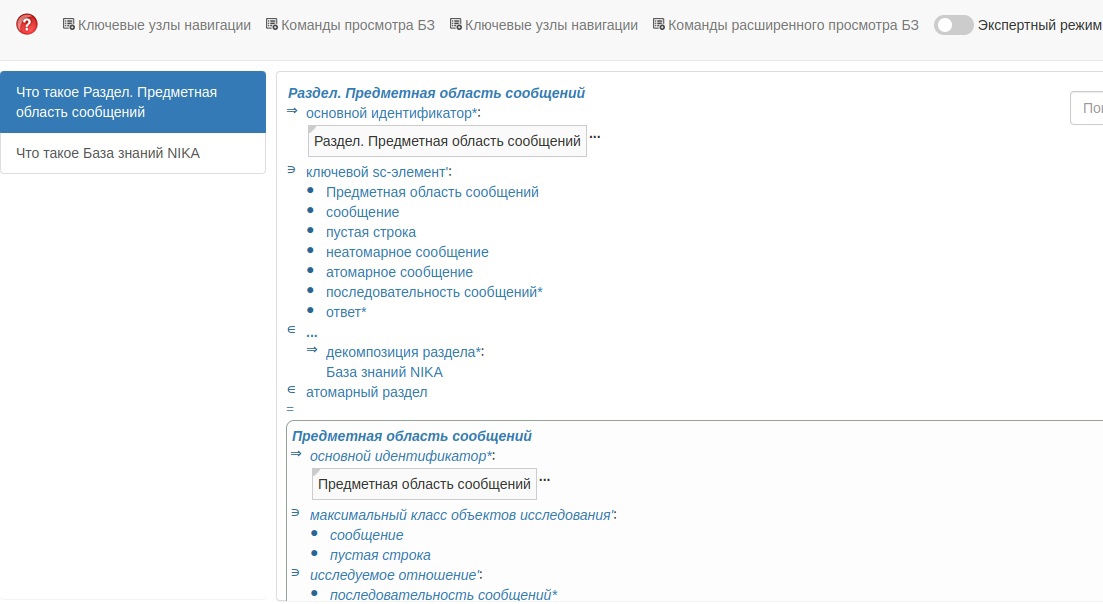 Ключевые узлы навигации Команды просмотра БЗ Ключевые узлы навигации Команды расширенного просмотра БЗ Экспертный режим
Что такое Раздел. Предметная
область сообщений
Что такое База знаний NIKA
Раздел. Предметная область сообщений
⇒ основной идентификатор*:
Раздел. Предметная область сообщений ...
Пои
∋ ключевой sc-элемент':
• Предметная область сообщений
• сообщение
• пустая строка
• неатомарное сообщение
• атомарное сообщение
• последовательность сообщений*
• ответ*
∈ ...
⇒ декомпозиция раздела*:
База знаний NIKA
∈ атомарный раздел
=
Предметная область сообщений
⇒ основной идентификатор*:
Предметная область сообщений ...
∋ максимальный класс объектов исследования':
• сообщение
• пустая строка
∋ исследуемое отношение':
• последовательность сообщений*